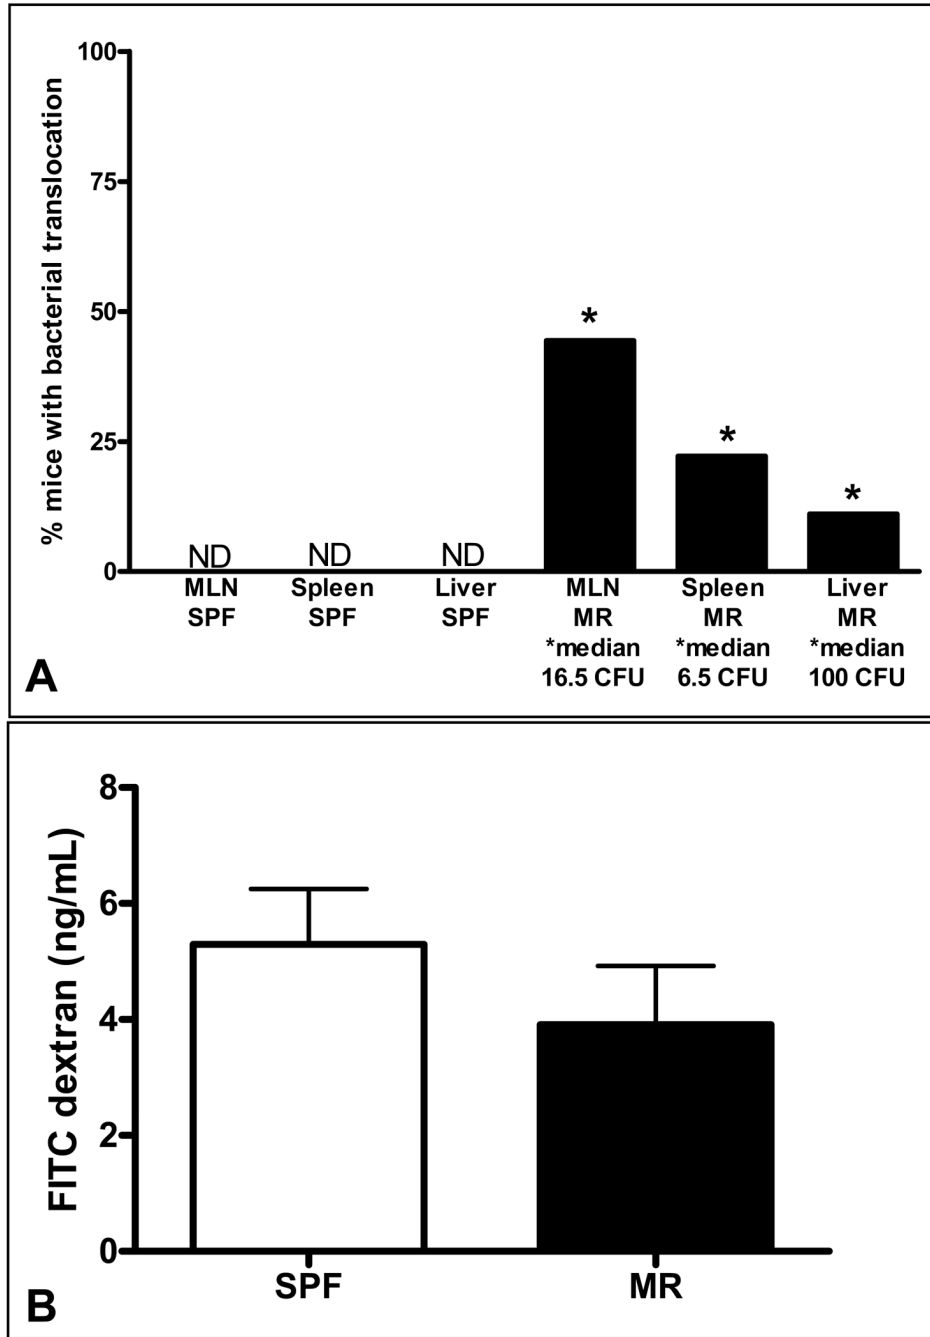 % mice with bacterial translocation
100
75
50
25
0
ND
ND
ND
*
*
*
MLN
SPF
Spleen
SPF
Liver
SPF
MLN
MR
*median
16.5 CFU
Spleen
MR
*median
6.5 CFU
Liver
MR
*median
100 CFU
A
FITC dextran (ng/mL)
8
6
4
2
0
SPF
MR
B